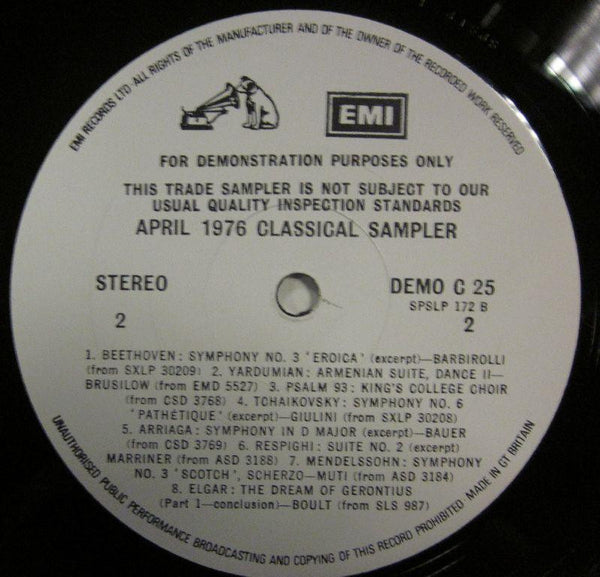 EMI RECORDS LTD · ALL RIGHTS OF THE MANUFACTURER AND OF THE OWNER OF THE RECORDED WORK RESERVED
EMI
FOR DEMONSTRATION PURPOSES ONLY
THIS TRADE SAMPLER IS NOT SUBJECT TO OUR
USUAL QUALITY INSPECTION STANDARDS
APRIL 1976 CLASSICAL SAMPLER
STEREO
2
DEMO C 25
SPSLP 172 B
2
1. BEETHOVEN: SYMPHONY NO. 3 'EROICA' (excerpt)—BARBIROLLI
(from SXLP 30209) 2. YARDUMIAN: ARMENIAN SUITE, DANCE II—
BRUSILOW (from EMD 5527) 3. PSALM 93: KING'S COLLEGE CHOIR
(from CSD 3768) 4. TCHAIKOVSKY: SYMPHONY NO. 6
'PATHÉTIQUE' (excerpt)—GIULINI (from SXLP 30208)
5. ARRIAGA: SYMPHONY IN D MAJOR (excerpt)—BAUER
(from CSD 3769) 6. RESPIGHI: SUITE NO. 2 (excerpt)
MARRINER (from ASD 3188) 7. MENDELSSOHN: SYMPHONY
NO. 3 'SCOTCH', SCHERZO—MUTI (from ASD 3184)
8. ELGAR: THE DREAM OF GERONTIUS
(Part 1—conclusion)—BOULT (from SLS 987)
UNAUTHORISED PUBLIC PERFORMANCE BROADCASTING AND COPYING OF THIS RECORD PROHIBITED MADE IN GT BRITAIN